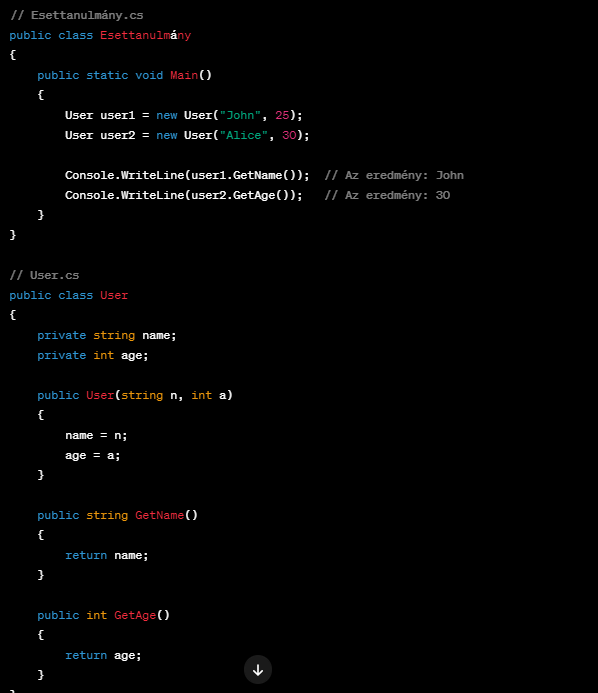 // Esettanulmány.cs
public class Esettanulmány
{
    public static void Main()
    {
        User user1 = new User("John", 25);
        User user2 = new User("Alice", 30);

        Console.WriteLine(user1.GetName());  // Az eredmény: John
        Console.WriteLine(user2.GetAge());   // Az eredmény: 30
    }
}

// User.cs
public class User
{
    private string name;
    private int age;

    public User(string n, int a)
    {
        name = n;
        age = a;
    }

    public string GetName()
    {
        return name;
    }

    public int GetAge()
    {
        return age;
    }
}